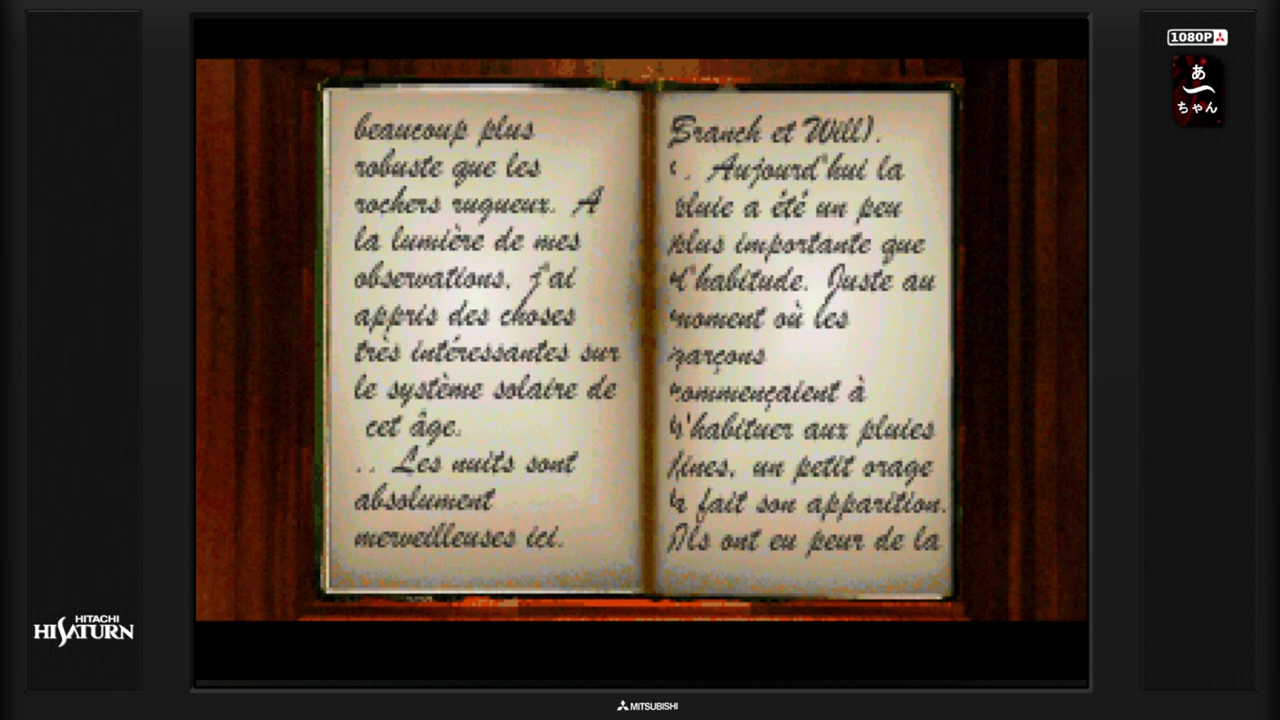 beaucoup plus
robuste que les
rochers rugueux. A
la lumière de mes
observations, j'ai
appris des choses
très intéressantes sur
le système solaire de
cet âge.
.. Les nuits sont
absolument
merveilleuses ici.
Branch et Will).
. Aujourd'hui la
pluie a été un peu
plus importante que
d'habitude. Juste au
moment où les
garçons
commençaient à
s'habituer aux pluies
fines, un petit orage
a fait son apparition.
Ils ont eu peur de la
1080P
あーちゃん
HITACHI
HISATURN
MITSUBISHI